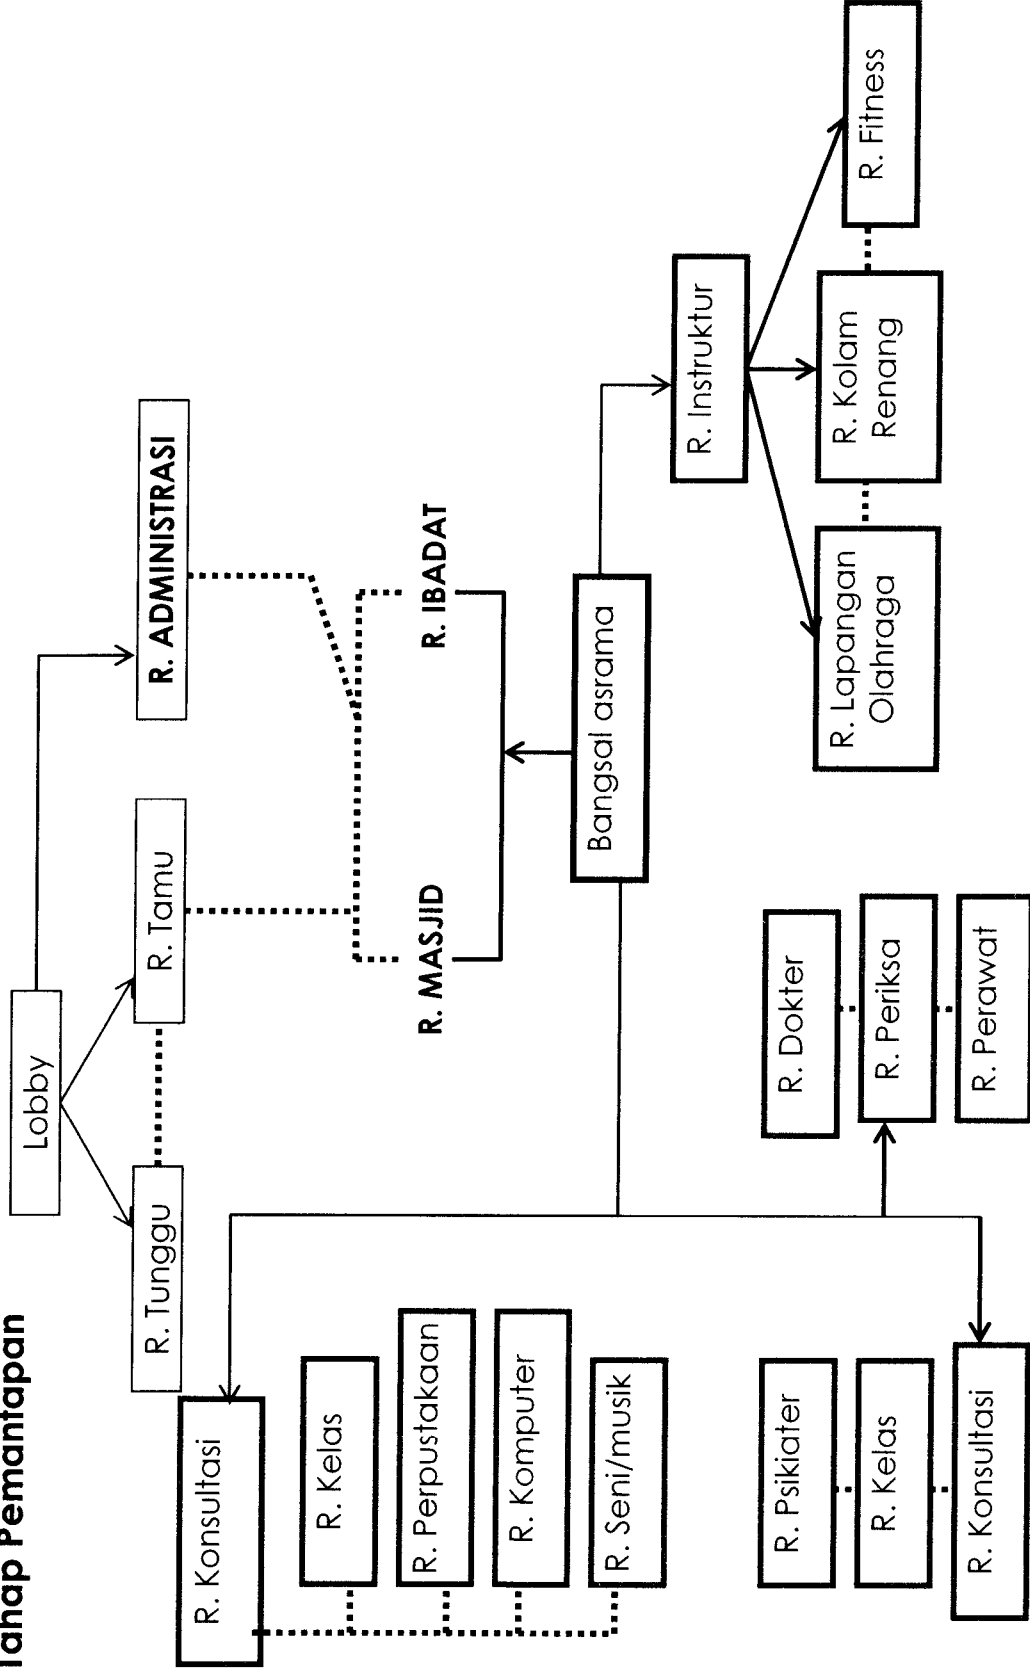 Tahap Pemantapan
Lobby
R. Tunggu
R. Tamu
R. ADMINISTRASI
R. Konsultasi
R. Kelas
R. Perpustakaan
R. Komputer
R. Seni/musik
R. MASJID
R. IBADAT
Bangsal asrama
R. Instruktur
R. Lapangan
Olahraga
R. Kolam
Renang
R. Fitness
R. Psikiater
R. Kelas
R. Konsultasi
R. Dokter
R. Periksa
R. Perawat